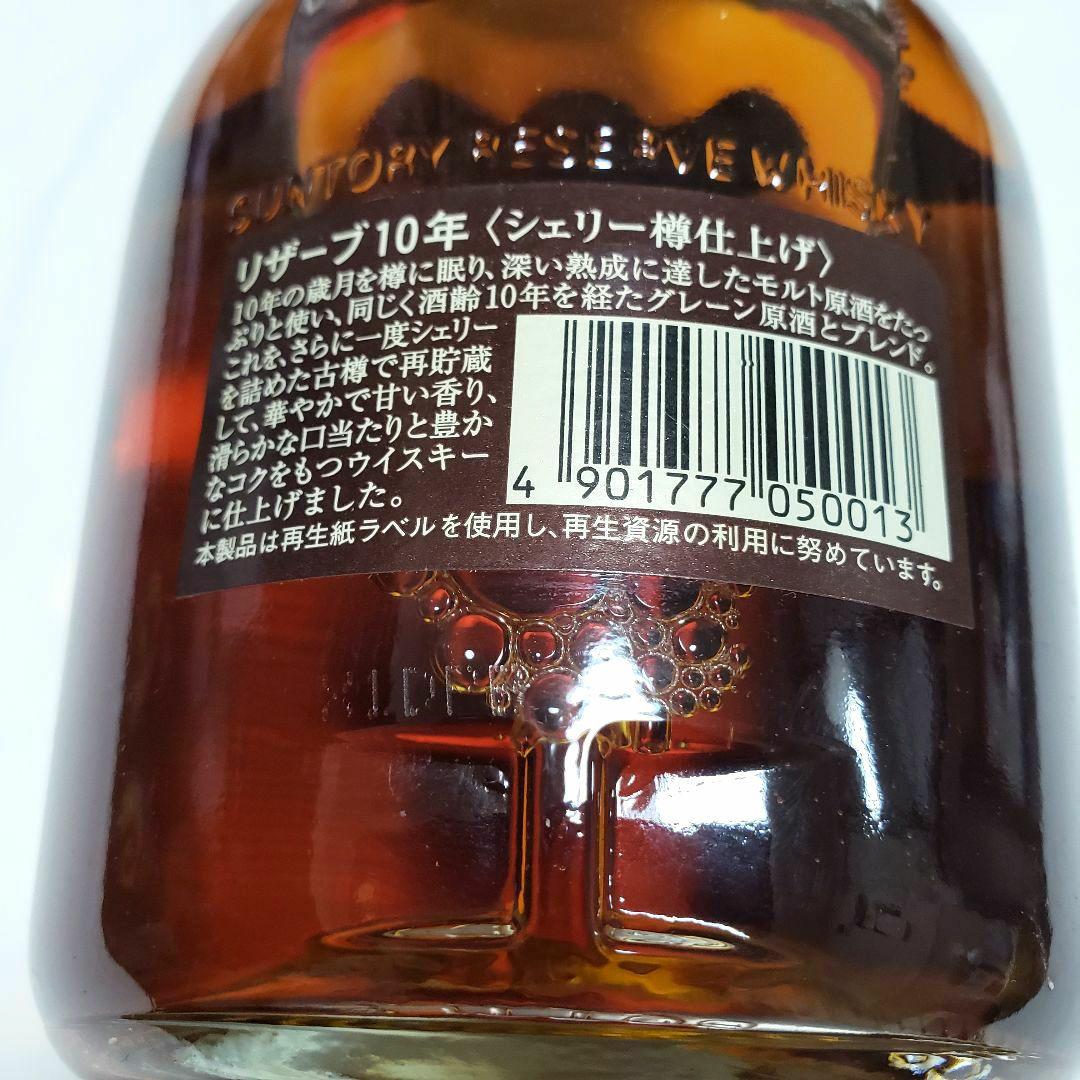 SUNTORY RESERVE WHISKY
リザーブ10年〈シェリー樽仕上げ〉
10年の歳月を樽に眠り、深い熟成に達したモルト原酒をたっ
ぷりと使い、同じく酒齢10年を経たグレーン原酒とブレンド。
これを、さらに一度シェリー
を詰めた古樽で再貯蔵
して、華やかで甘い香り、
滑らかな口当たりと豊か
なコクをもつウイスキー
に仕上げました。
4 901777 050013
本製品は再生紙ラベルを使用し、再生資源の利用に努めています。